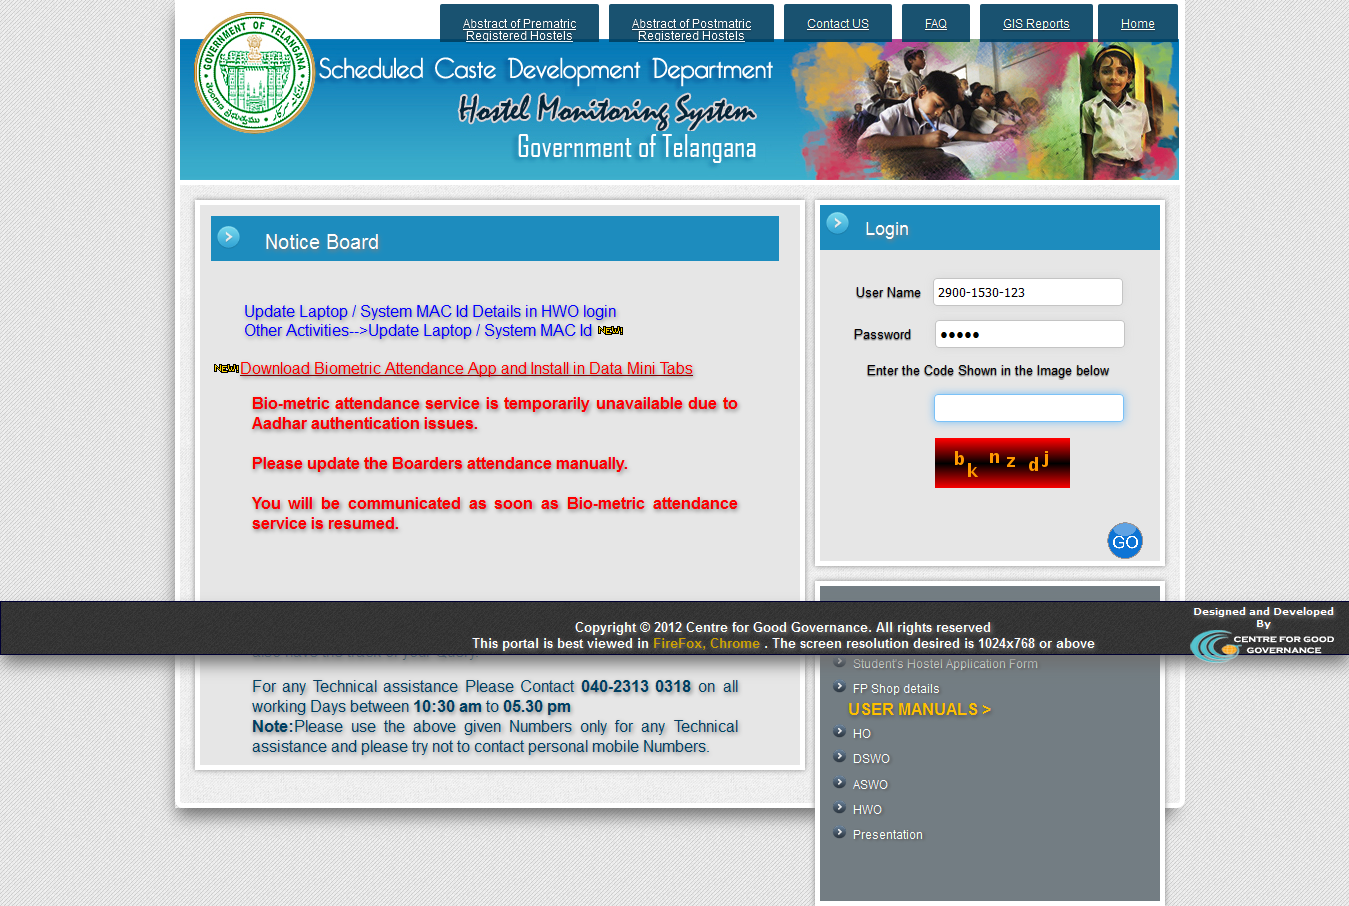 Abstract of Prematric
Registered Hostels
Abstract of Postmatric
Registered Hostels
Contact US
FAQ
GIS Reports
Home
GOVERNMENT OF TELANGANA
Scheduled Caste Development Department
Hostel Monitoring System
Government of Telangana
Notice Board
Update Laptop / System MAC Id Details in HWO login
Other Activities-->Update Laptop / System MAC Id NEW!
NEW! Download Biometric Attendance App and Install in Data Mini Tabs
Bio-metric attendance service is temporarily unavailable due to
Aadhar authentication issues.
Please update the Boarders attendance manually.
You will be communicated as soon as Bio-metric attendance
service is resumed.
For any Technical assistance Please Contact 040-2313 0318 on all
working Days between 10:30 am to 05.30 pm
Note:Please use the above given Numbers only for any Technical
assistance and please try not to contact personal mobile Numbers.
Login
User Name 2900-1530-123
Password •••••
Enter the Code Shown in the Image below
b k n z d j
GO
Student's Hostel Application Form
FP Shop details
USER MANUALS >
HO
DSWO
ASWO
HWO
Presentation
Copyright © 2012 Centre for Good Governance. All rights reserved
This portal is best viewed in FireFox, Chrome . The screen resolution desired is 1024x768 or above
Designed and Developed
By
CENTRE FOR GOOD
GOVERNANCE